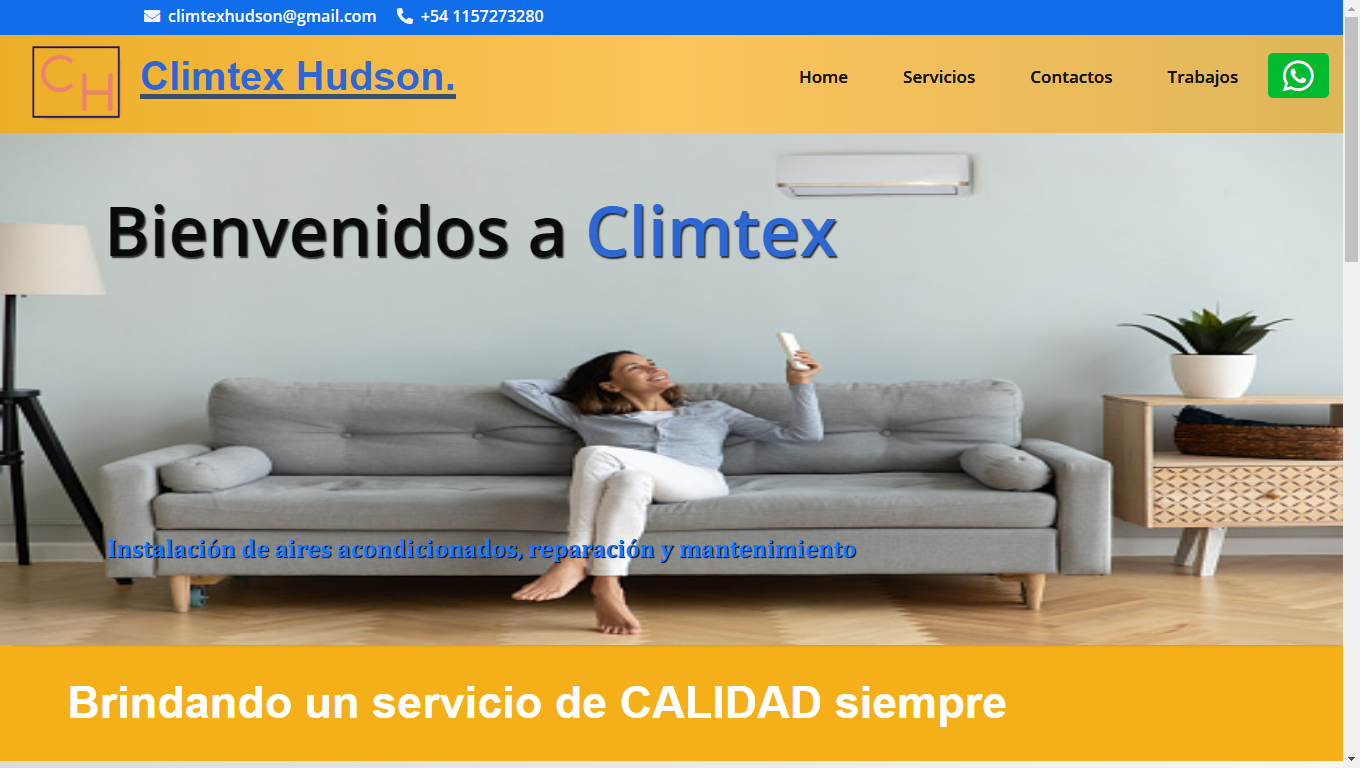 climtexhudson@gmail.com +54 1157273280
CH Climtex Hudson. Home Servicios Contactos Trabajos
Bienvenidos a Climtex
Instalación de aires acondicionados, reparación y mantenimiento
Brindando un servicio de CALIDAD siempre